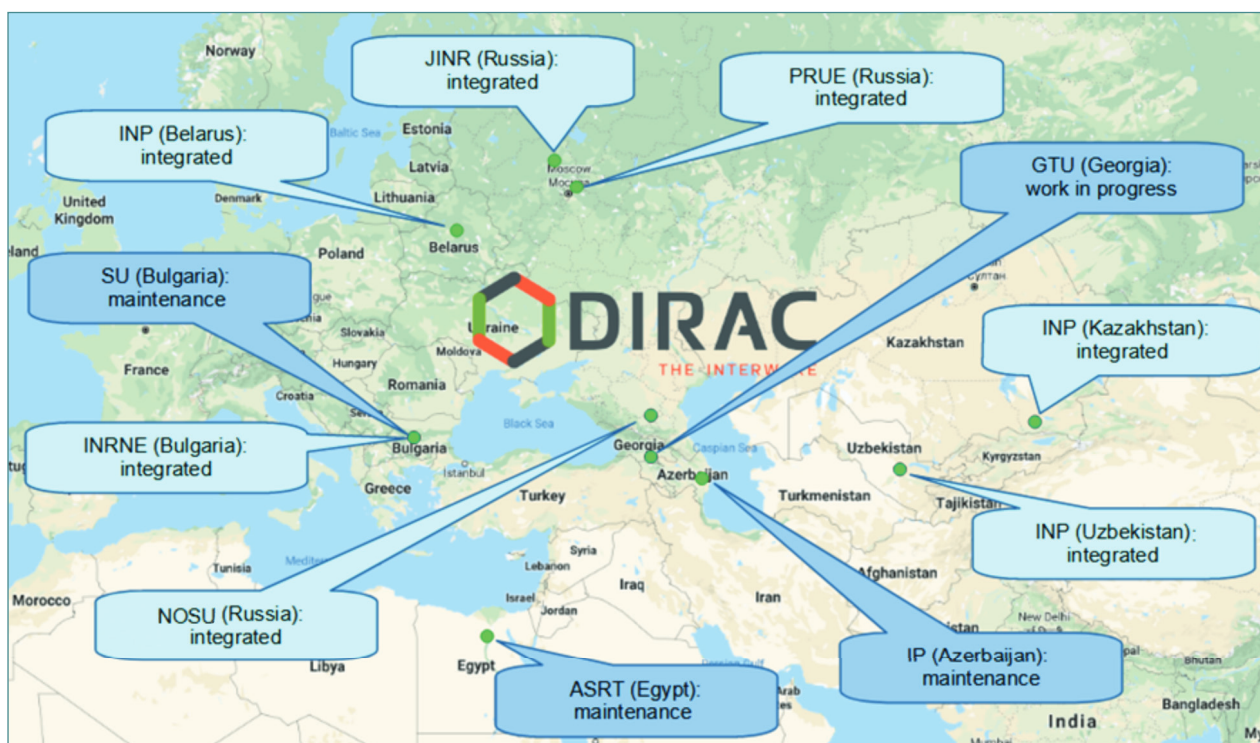 Norway
JINR (Russia):
integrated
PRUE (Russia):
integrated
INP (Belarus):
integrated
Baltic Sea
Estonia
Latvia
Lithuania
Moscow
GTU (Georgia):
work in progress
United
Kingdom
Denmark
Belarus
Poland
SU (Bulgaria):
maintenance
султан
DIRAC
THE INTERWARE
Ukraine
Slovakia
Moldova
Hungary
France
Romania
Croatia
Kazakhstan
INP (Kazakhstan):
integrated
Black Sea
Georgia
Caspian Sea
Uzbekistan
Kyrgyzstan
INRNE (Bulgaria):
integrated
Bulgaria
Istanbul
Azerbaijan
Greece
Turkey
Turkmenistan
Tajikistan
INP (Uzbekistan):
integrated
Syria
Lebanon
Tunisia
Iraq
Iran
Afghanistan
Morocco
NOSU (Russia):
integrated
Israel
Jordan
New Delhi
Libya
Egypt
ASRT (Egypt):
maintenance
IP (Azerbaijan):
maintenance
Bhutan
Bangladesh
India